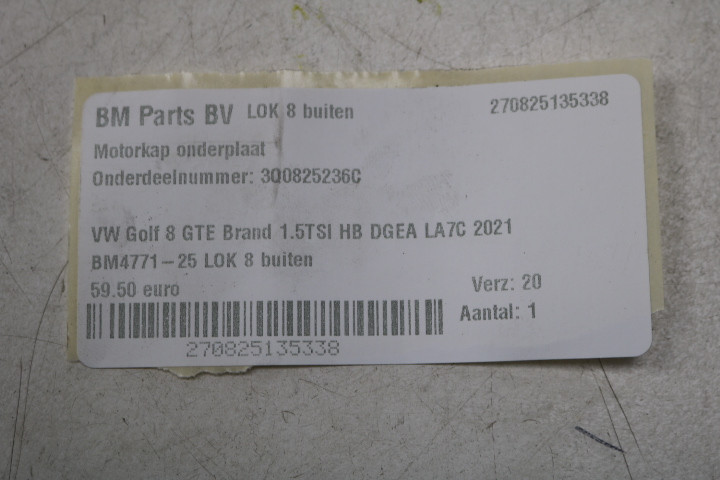 BM Parts BV LOK 8 buiten 270825135338
Motorkap onderplaat
Onderdeelnummer: 3Q0825236C
VW Golf 8 GTE Brand 1.5TSI HB DGEA LA7C 2021
BM4771-25 LOK 8 buiten
59.50 euro Verz: 20
Aantal: 1
270825135338